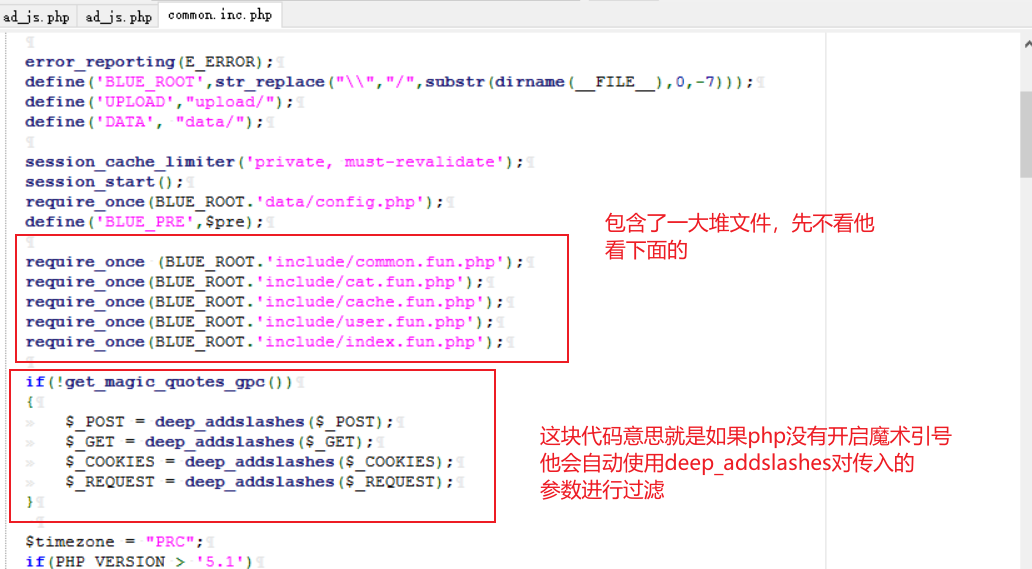 ad_js.php ad_js.php common.inc.php
error_reporting(E_ERROR);
define('BLUE_ROOT',str_replace("\\","/",substr(dirname(__FILE__),0,-7)));
define('UPLOAD',"upload/");
define('DATA', "data/");
session_cache_limiter('private, must-revalidate');
session_start();
require_once(BLUE_ROOT.'data/config.php');
define('BLUE_PRE',$pre);
包含了一大堆文件，先不看他
看下面的
require_once (BLUE_ROOT.'include/common.fun.php');
require_once(BLUE_ROOT.'include/cat.fun.php');
require_once(BLUE_ROOT.'include/cache.fun.php');
require_once(BLUE_ROOT.'include/user.fun.php');
require_once(BLUE_ROOT.'include/index.fun.php');
if(!get_magic_quotes_gpc())
{
$_POST = deep_addslashes($_POST);
$_GET = deep_addslashes($_GET);
$_COOKIES = deep_addslashes($_COOKIES);
$_REQUEST = deep_addslashes($_REQUEST);
}
这块代码意思就是如果php没有开启魔术引号
他会自动使用deep_addslashes对传入的
参数进行过滤
$timezone = "PRC";
if(PHP_VERSION > '5.1')